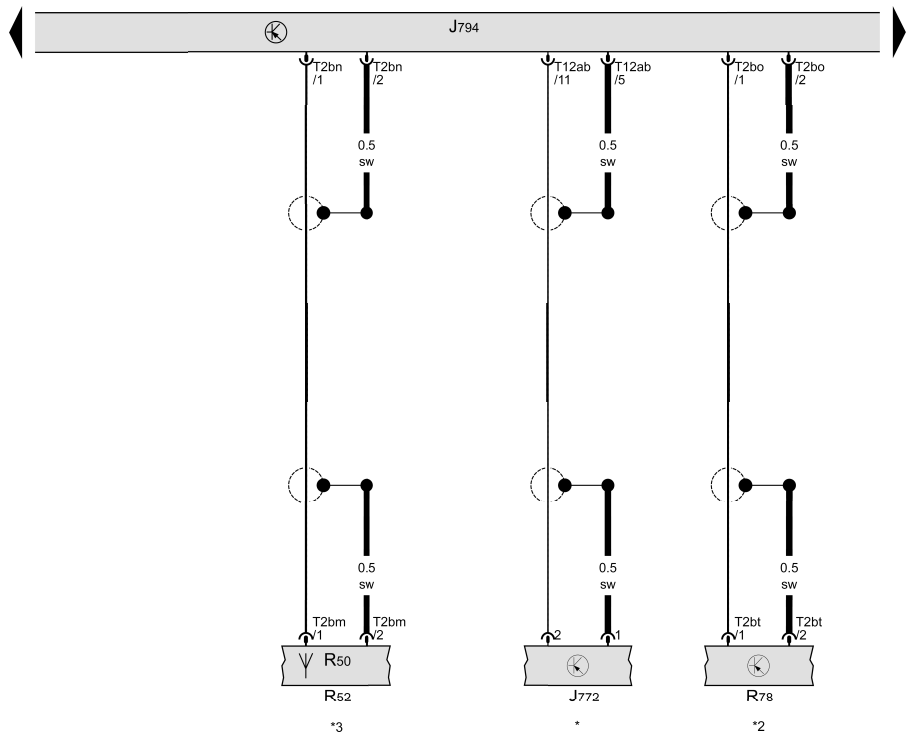 J794
T2bn T2bn T12ab T12ab T2bo T2bo
/1 /2 /11 /5 /1 /2
0.5 0.5 0.5
sw sw sw
0.5 0.5 0.5
sw sw sw
T2bm T2bm T2bt T2bt
/1 /2 2 1 /1 /2
R50
R52 J772 R78
*3 * *2